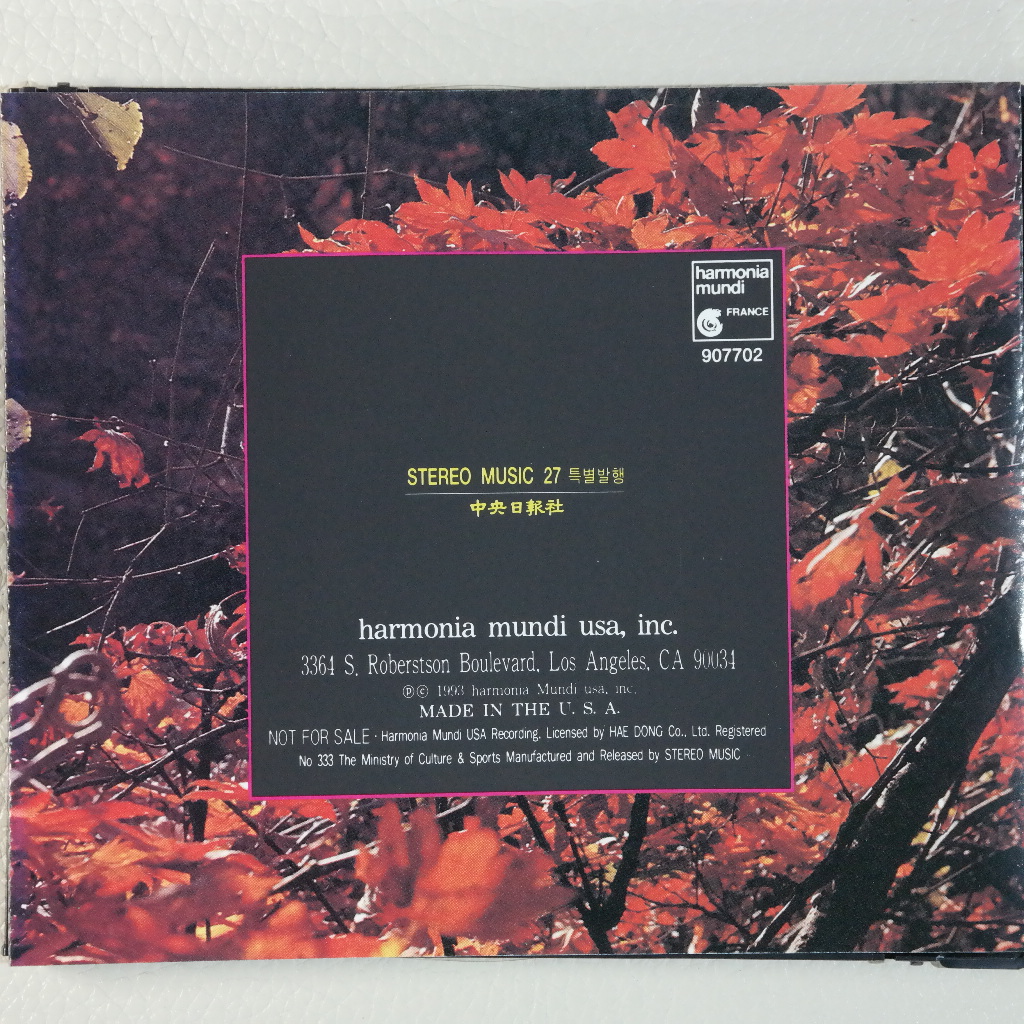 harmonia
mundi
FRANCE
907702
STEREO MUSIC 27 특별발행
中央日報社
harmonia mundi usa, inc.
3364 S. Roberstson Boulevard, Los Angeles, CA 90034
Ⓟⓒ 1993 harmonia Mundi usa, inc.
MADE IN THE U. S. A.
NOT FOR SALE · Harmonia Mundi USA Recording. Licensed by HAE DONG Co., Ltd. Registered
No 333 The Ministry of Culture & Sports Manufactured and Released by STEREO MUSIC